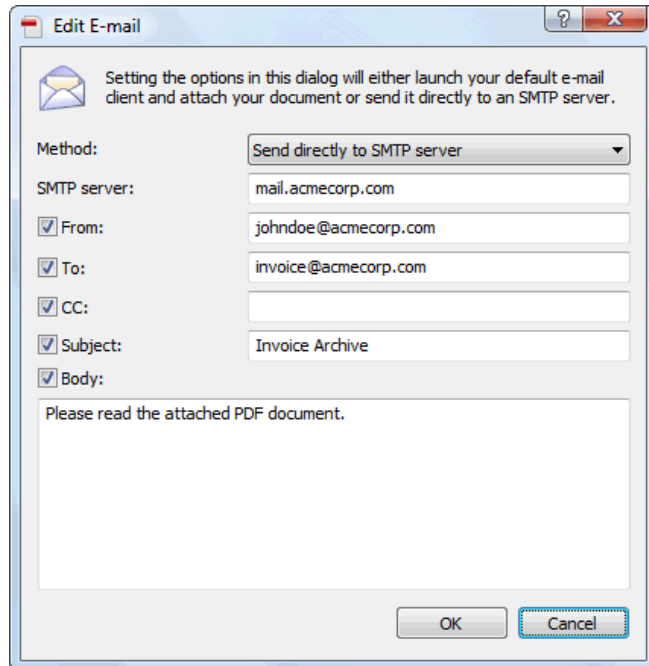 Edit E-mail
?
Setting the options in this dialog will either launch your default e-mail
client and attach your document or send it directly to an SMTP server.
Method: Send directly to SMTP server
SMTP server: mail.acmecorp.com
From: johndoe@acmecorp.com
To: invoice@acmecorp.com
CC:
Subject: Invoice Archive
Body:
Please read the attached PDF document.
OK Cancel